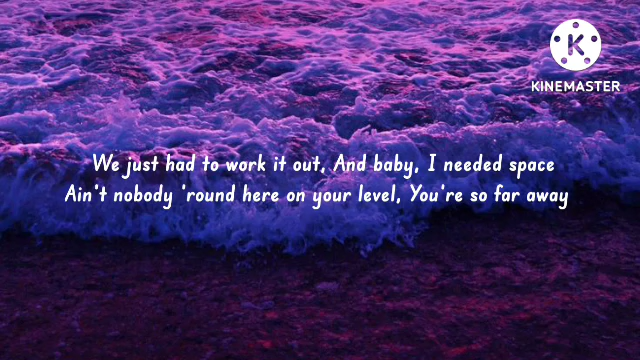 KINEMASTER
We just had to work it out, And baby, I needed space
Ain't nobody 'round here on your level, You're so far away